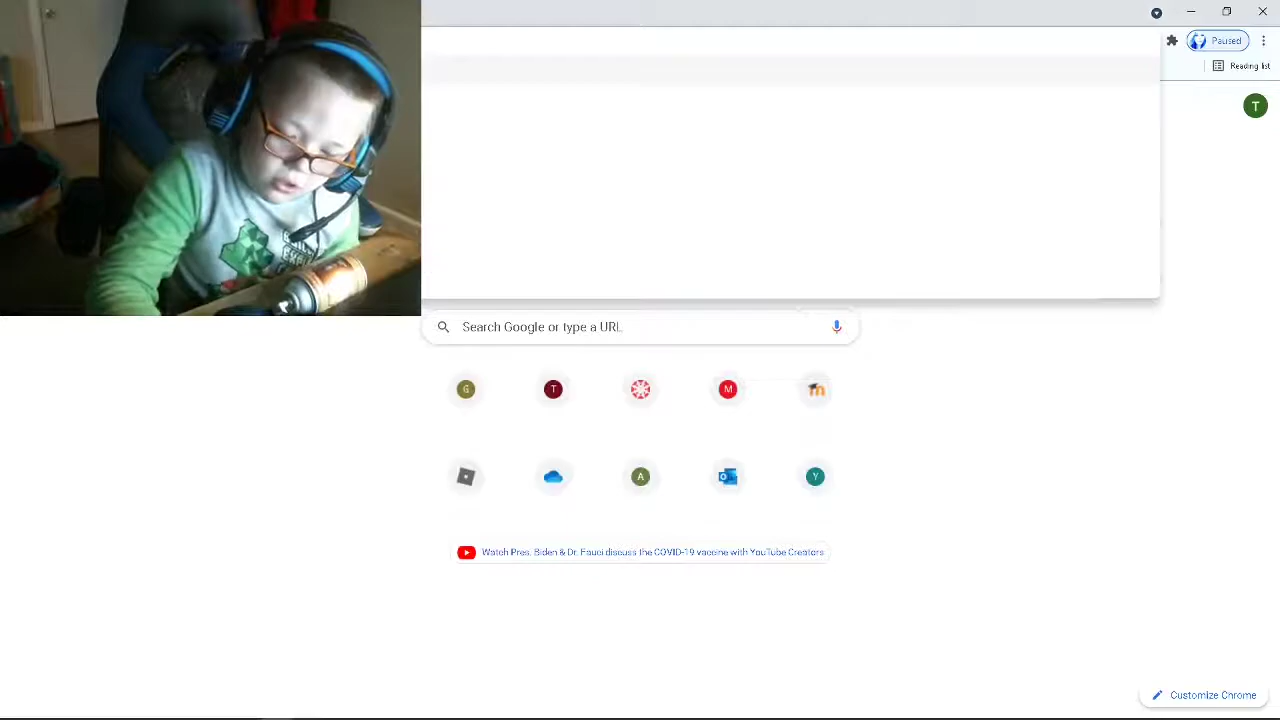 Paused
Reading list
T
Search Google or type a URL
G
T
M
A
Y
Watch Pres. Biden & Dr. Fauci discuss the COVID-19 vaccine with YouTube Creators
Customize Chrome